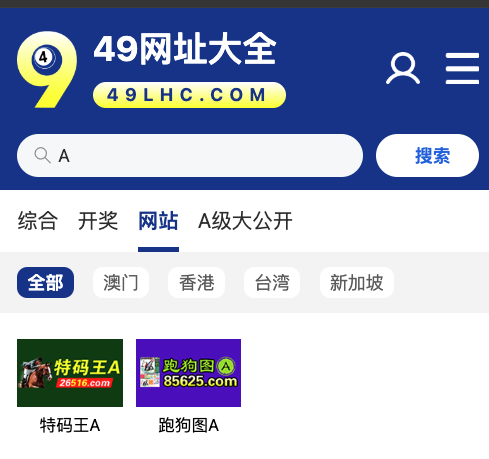 4
49网址大全
49LHC.COM
A
搜索
综合 开奖 网站 A级大公开
全部 澳门 香港 台湾 新加坡
特码王A
26516.com
跑狗图A
85625.com
特码王A 跑狗图A